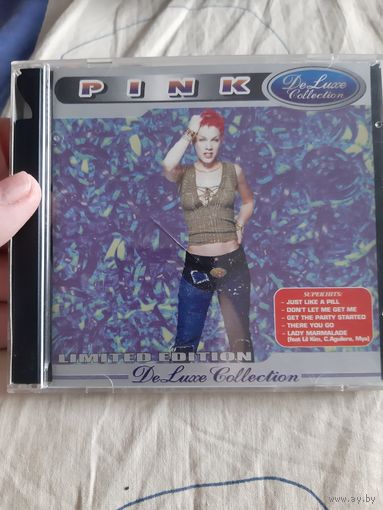 PINK
DeLuxe
Collection
SUPERHITS:
- JUST LIKE A PILL
- DON'T LET ME GET ME
- GET THE PARTY STARTED
- THERE YOU GO
- LADY MARMALADE
(feat Lil Kim, C.Aguilera, Mya)
LIMITED EDITION
DeLuxe Collection
www.ay.by